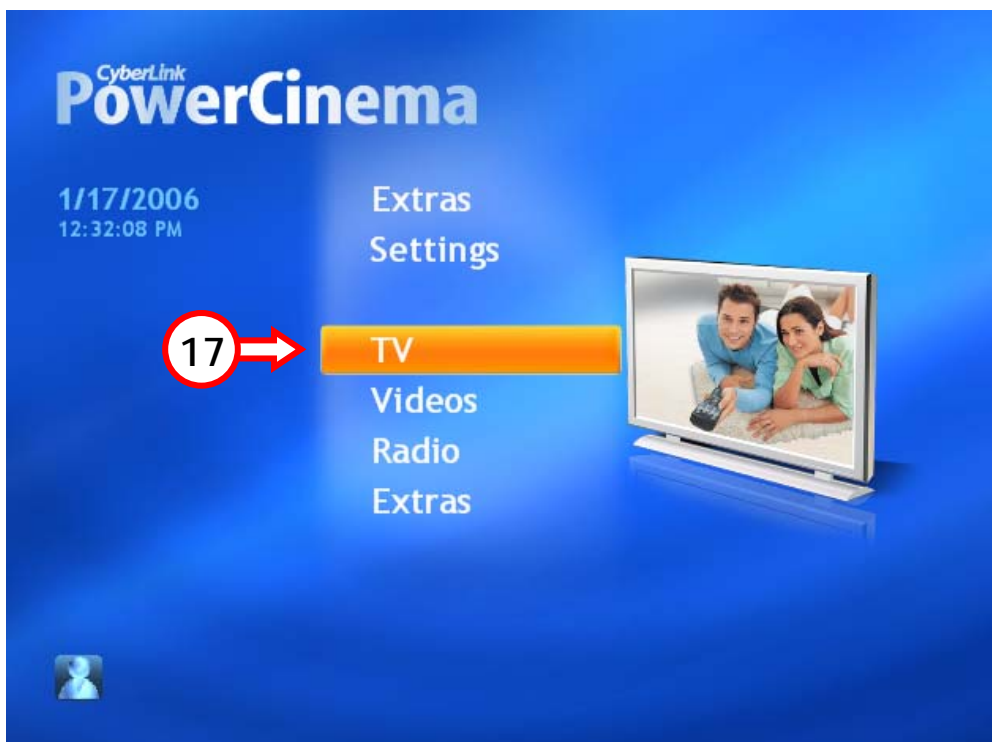 CyberLink
PowerCinema
1/17/2006
12:32:08 PM
Extras
Settings
17
TV
Videos
Radio
Extras